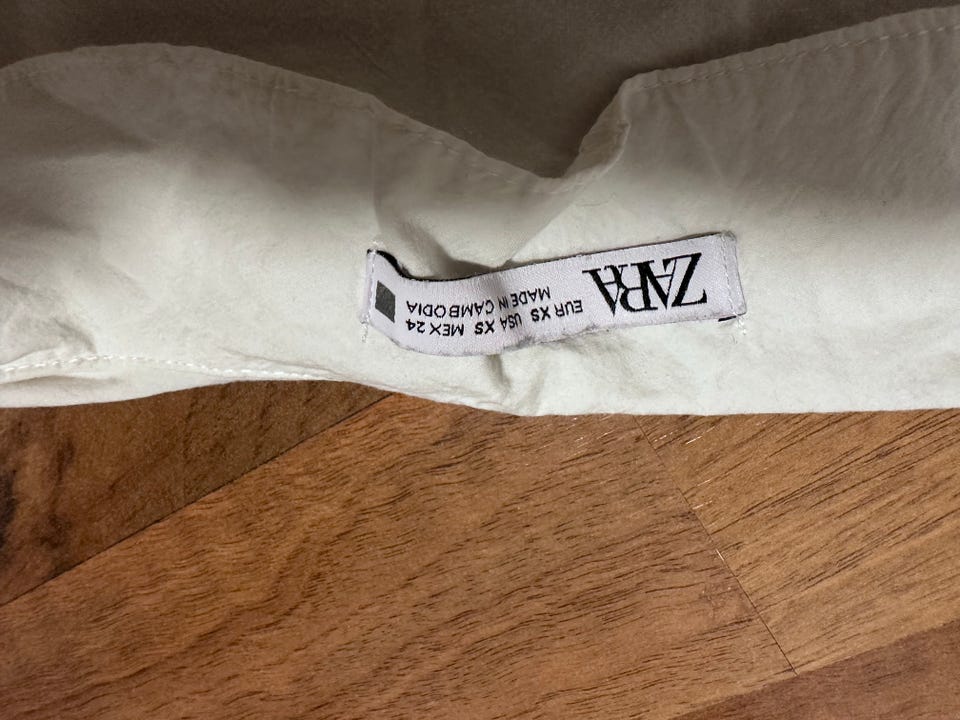 ZARA
EUR XS USA XS MEX 24
MADE IN CAMBODIA